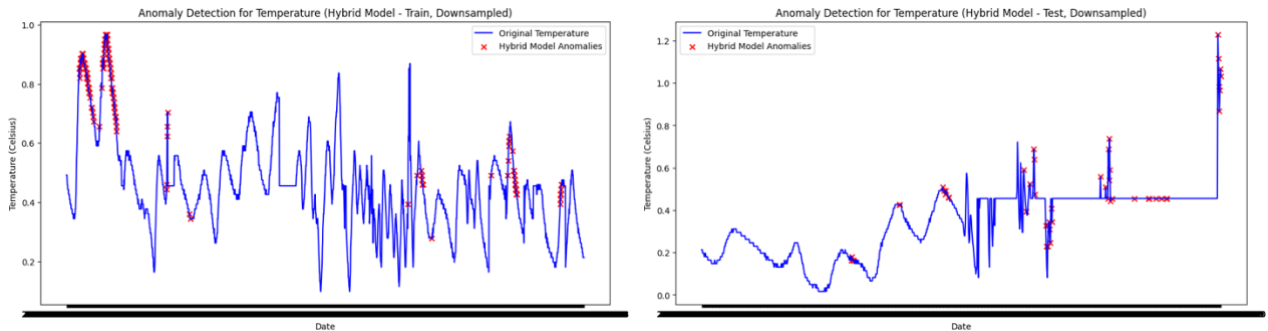 Anomaly Detection for Temperature (Hybrid Model - Train, Downsampled)
1.0
0.8
0.6
0.4
0.2
Temperature (Celsius)
Original Temperature
Hybrid Model Anomalies
Date
Anomaly Detection for Temperature (Hybrid Model - Test, Downsampled)
1.2
1.0
0.8
0.6
0.4
0.2
0.0
Temperature (Celsius)
Original Temperature
Hybrid Model Anomalies
Date